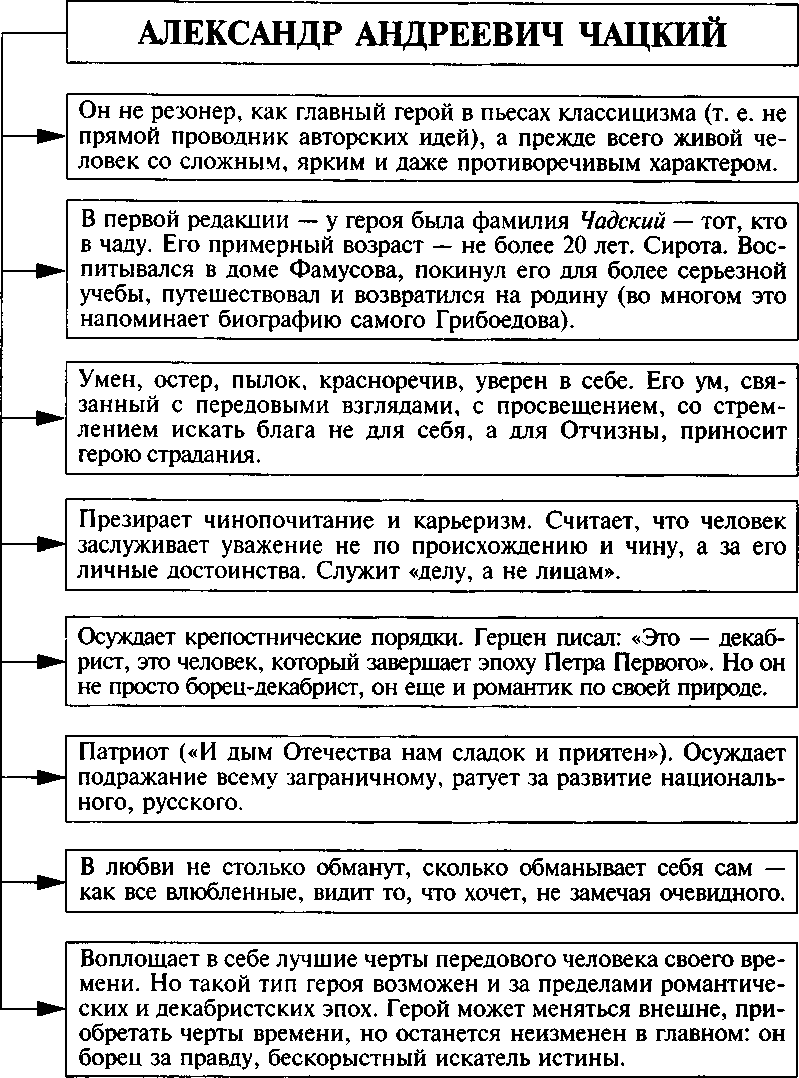 АЛЕКСАНДР АНДРЕЕВИЧ ЧАЦКИЙ
Он не резонер, как главный герой в пьесах классицизма (т. е. не
прямой проводник авторских идей), а прежде всего живой че-
ловек со сложным, ярким и даже противоречивым характером.
В первой редакции — у героя была фамилия Чадский — тот, кто
в чаду. Его примерный возраст — не более 20 лет. Сирота. Вос-
питывался в доме Фамусова, покинул его для более серьезной
учебы, путешествовал и возвратился на родину (во многом это
напоминает биографию самого Грибоедова).
Умен, остер, пылок, красноречив, уверен в себе. Его ум, свя-
занный с передовыми взглядами, с просвещением, со стрем-
лением искать блага не для себя, а для Отчизны, приносит
герою страдания.
Презирает чинопочитание и карьеризм. Считает, что человек
заслуживает уважение не по происхождению и чину, а за его
личные достоинства. Служит «делу, а не лицам».
Осуждает крепостнические порядки. Герцен писал: «Это — декаб-
рист, это человек, который завершает эпоху Петра Первого». Но он
не просто борец-декабрист, он еще и романтик по своей природе.
Патриот («И дым Отечества нам сладок и приятен»). Осуждает
подражание всему заграничному, ратует за развитие националь-
ного, русского.
В любви не столько обманут, сколько обманывает себя сам —
как все влюбленные, видит то, что хочет, не замечая очевидного.
Воплощает в себе лучшие черты передового человека своего вре-
мени. Но такой тип героя возможен и за пределами романтиче-
ских и декабристских эпох. Герой может меняться внешне, при-
обретать черты времени, но останется неизменен в главном: он
борец за правду, бескорыстный искатель истины.